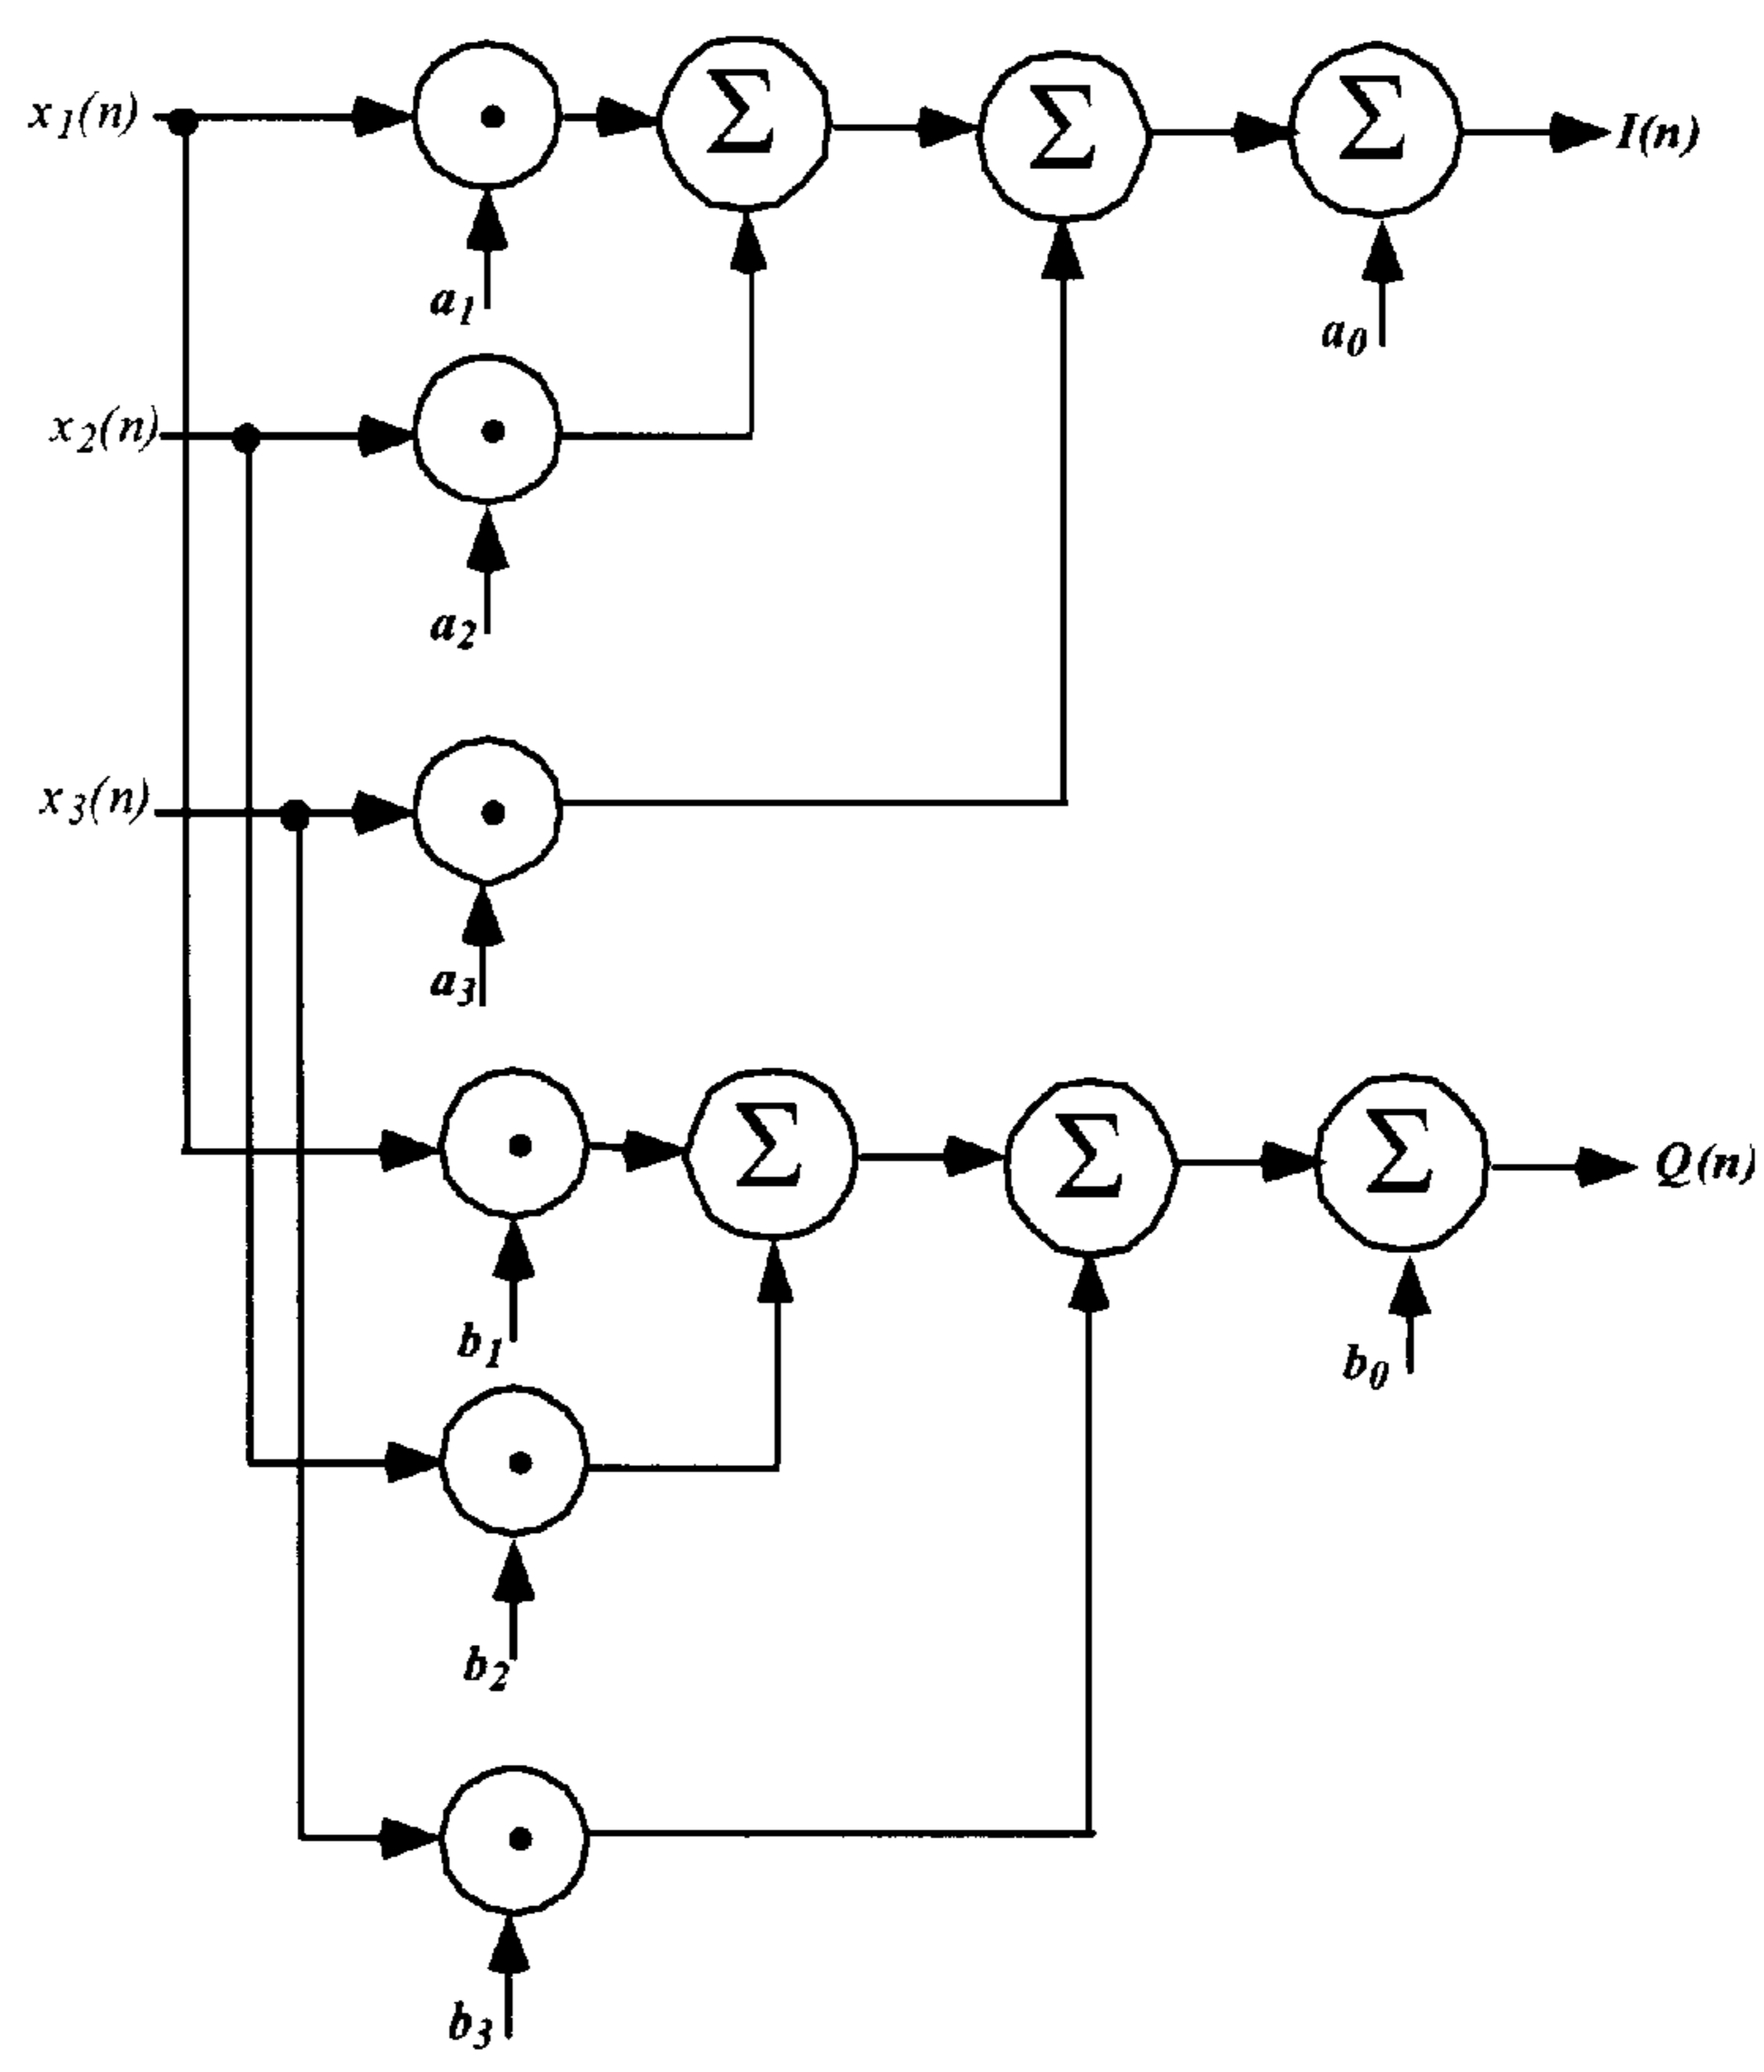 x1(n)
Σ
Σ
Σ
I(n)
a1
a0
x2(n)
a2
x3(n)
a3
Σ
Σ
Σ
Q(n)
b1
b0
b2
b3